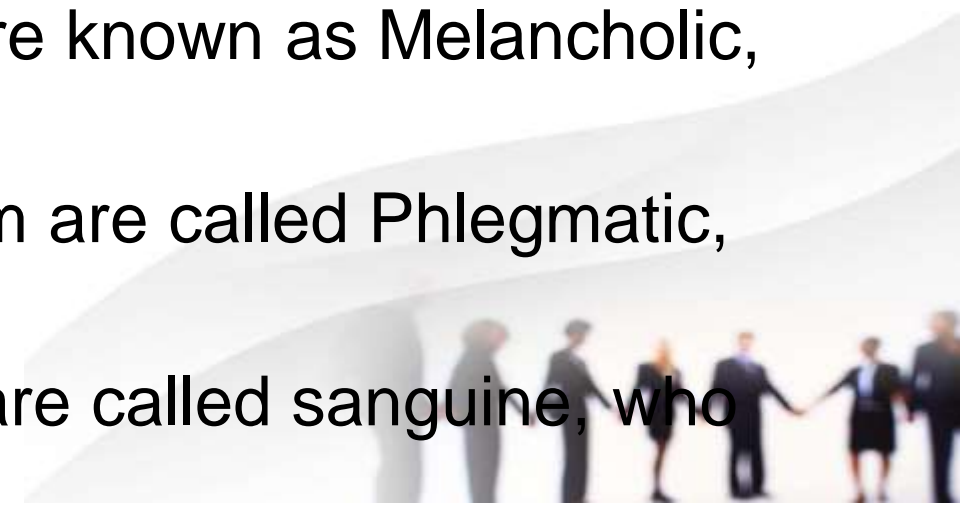 re known as Melancholic,
m are called Phlegmatic,
are called sanguine, who